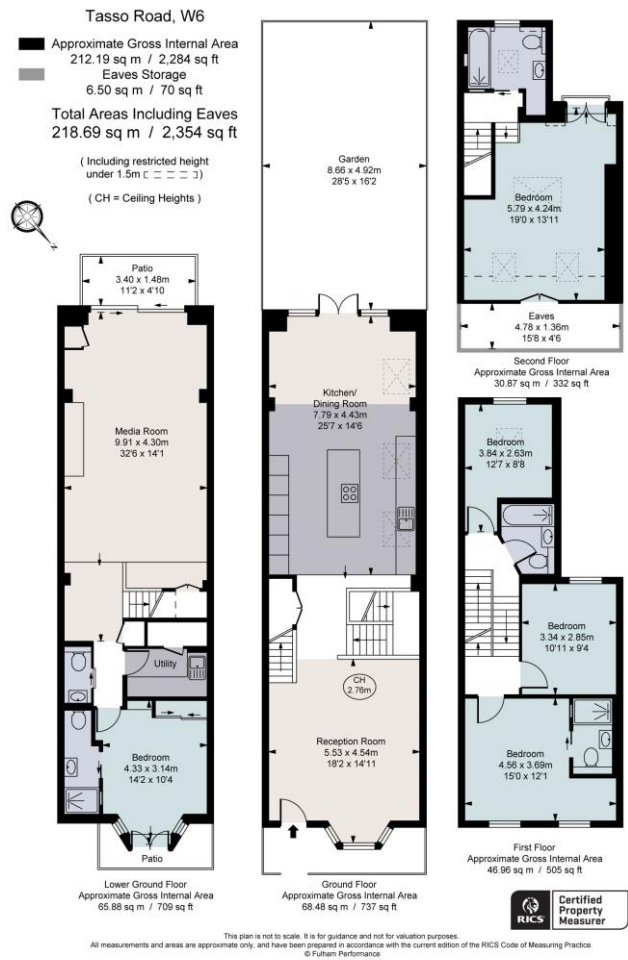 Tasso Road, W6
Approximate Gross Internal Area
212.19 sq m / 2,284 sq ft
Eaves Storage
6.50 sq m / 70 sq ft
Total Areas Including Eaves
218.69 sq m / 2,354 sq ft
( Including restricted height
under 1.5m )
( CH = Ceiling Heights )
N
Patio
3.40 x 1.48m
11'2 x 4'10
Media Room
9.91 x 4.30m
32'6 x 14'1
Utility
Bedroom
4.33 x 3.14m
14'2 x 10'4
Patio
Lower Ground Floor
Approximate Gross Internal Area
65.88 sq m / 709 sq ft
Garden
8.66 x 4.92m
28'5 x 16'2
Kitchen/
Dining Room
7.79 x 4.43m
25'7 x 14'6
CH
2.76m
Reception Room
5.53 x 4.54m
18'2 x 14'11
Ground Floor
Approximate Gross Internal Area
68.48 sq m / 737 sq ft
Bedroom
5.79 x 4.24m
19'0 x 13'11
Eaves
4.78 x 1.36m
15'8 x 4'6
Second Floor
Approximate Gross Internal Area
30.87 sq m / 332 sq ft
Bedroom
3.84 x 2.63m
12'7 x 8'8
Bedroom
3.34 x 2.85m
10'11 x 9'4
Bedroom
4.56 x 3.69m
15'0 x 12'1
First Floor
Approximate Gross Internal Area
46.96 sq m / 505 sq ft
RICS
Certified
Property
Measurer
This plan is not to scale. It is for guidance and not for valuation purposes.
All measurements and areas are approximate only, and have been prepared in accordance with the current edition of the RICS Code of Measuring Practice.
© Fulham Performance